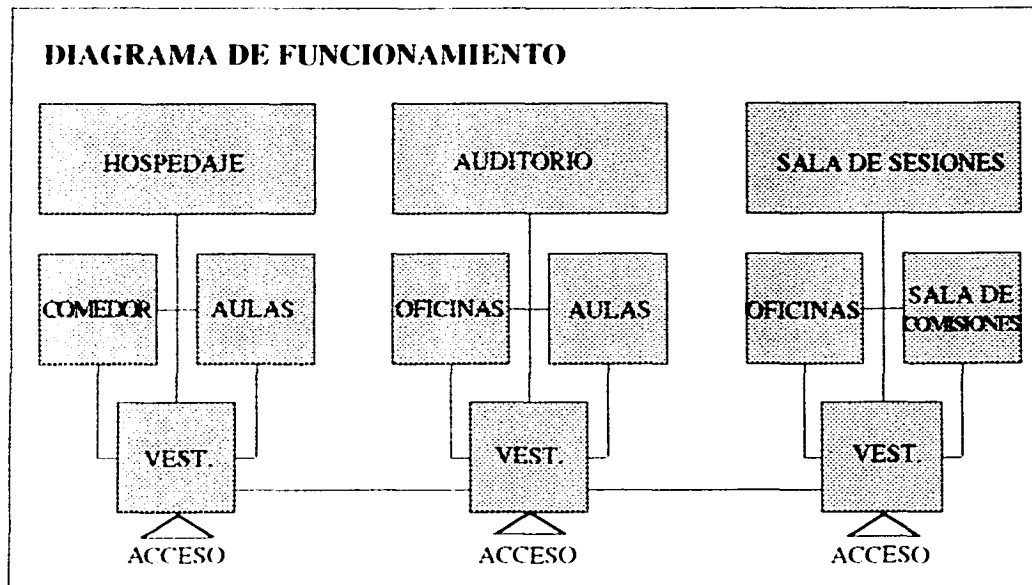 DIAGRAMA DE FUNCIONAMIENTO
HOSPEDAJE
AUDITORIO
SALA DE SESIONES
COMEDOR
AULAS
OFICINAS
AULAS
OFICINAS
SALA DE
COMISIONES
VEST.
VEST.
VEST.
ACCESO
ACCESO
ACCESO